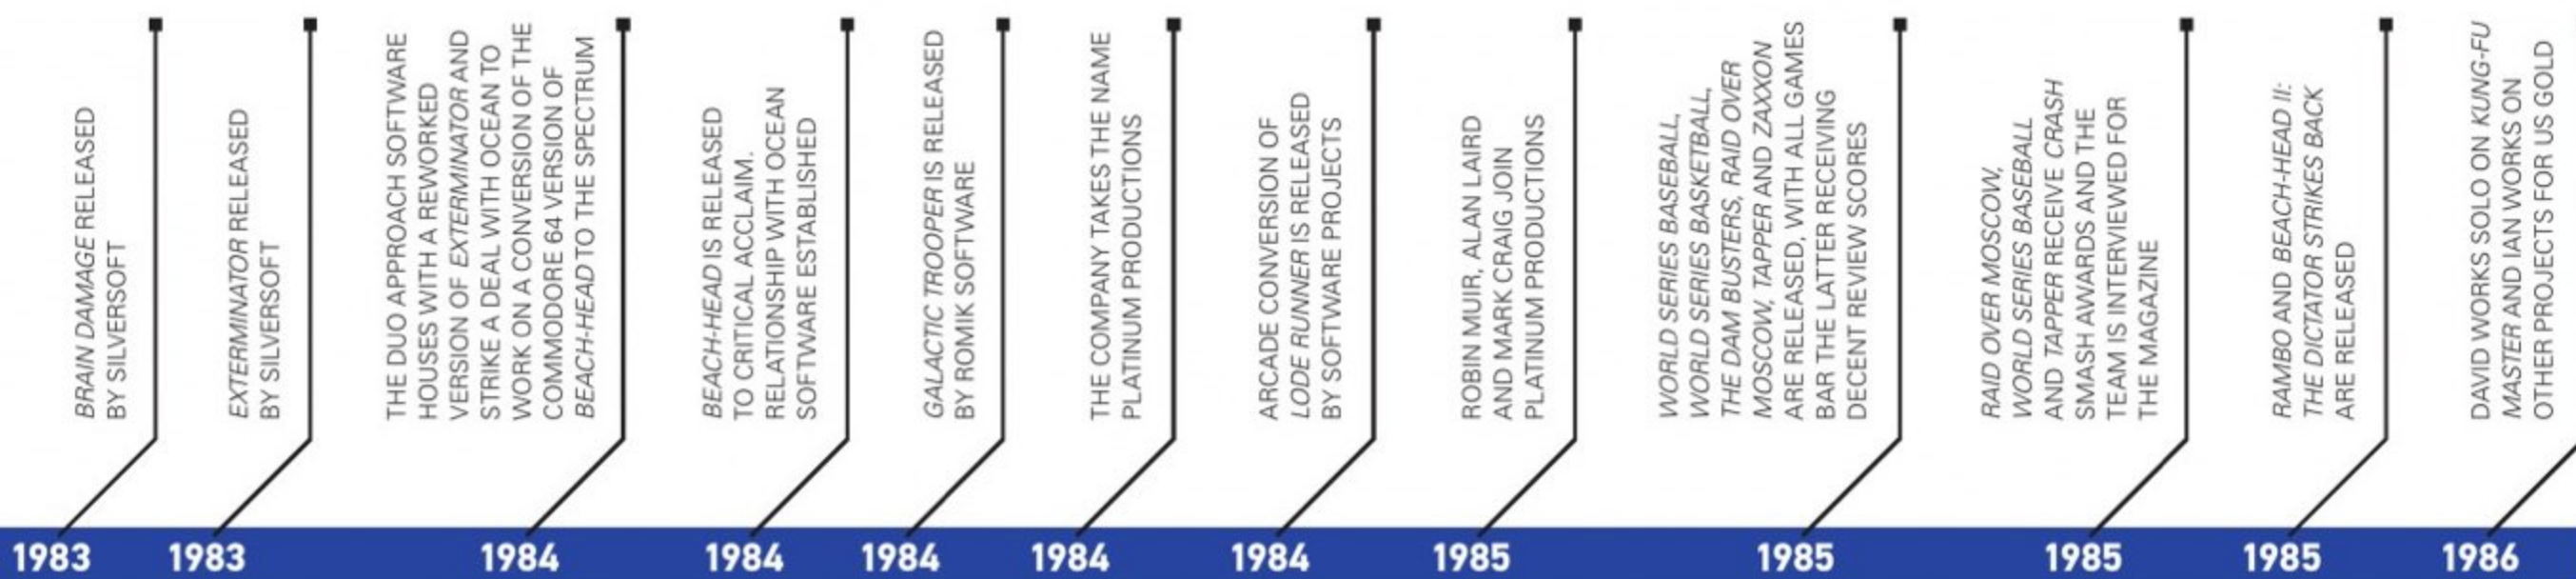 BRAIN DAMAGE RELEASED
BY SILVERSOFT
1983
EXTERMINATOR RELEASED
BY SILVERSOFT
1983
THE DUO APPROACH SOFTWARE
HOUSES WITH A REWORKED
VERSION OF EXTERMINATOR AND
STRIKE A DEAL WITH OCEAN TO
WORK ON A CONVERSION OF THE
COMMODORE 64 VERSION OF
BEACH-HEAD TO THE SPECTRUM
1984
BEACH-HEAD IS RELEASED
TO CRITICAL ACCLAIM.
RELATIONSHIP WITH OCEAN
SOFTWARE ESTABLISHED
1984
GALACTIC TROOPER IS RELEASED
BY ROMIK SOFTWARE
1984
THE COMPANY TAKES THE NAME
PLATINUM PRODUCTIONS
1984
ARCADE CONVERSION OF
LODE RUNNER IS RELEASED
BY SOFTWARE PROJECTS
1984
ROBIN MUIR, ALAN LAIRD
AND MARK CRAIG JOIN
PLATINUM PRODUCTIONS
1985
WORLD SERIES BASEBALL,
WORLD SERIES BASKETBALL,
THE DAM BUSTERS, RAID OVER
MOSCOW, TAPPER AND ZAXXON
ARE RELEASED, WITH ALL GAMES
BAR THE LATTER RECEIVING
DECENT REVIEW SCORES
1985
RAID OVER MOSCOW,
WORLD SERIES BASEBALL
AND TAPPER RECEIVE CRASH
SMASH AWARDS AND THE
TEAM IS INTERVIEWED FOR
THE MAGAZINE
1985
RAMBO AND BEACH-HEAD II:
THE DICTATOR STRIKES BACK
ARE RELEASED
1985
DAVID WORKS SOLO ON KUNG-FU
MASTER AND IAN WORKS ON
OTHER PROJECTS FOR US GOLD
1986